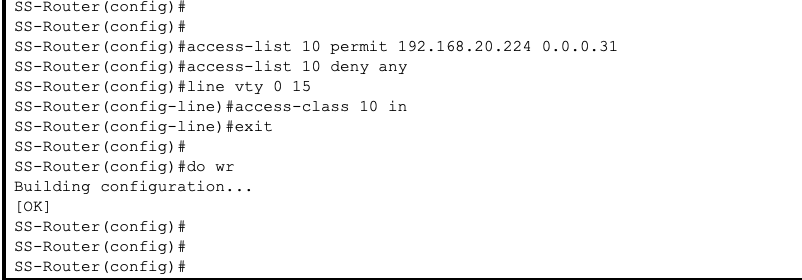 SS-Router(config)#
SS-Router(config)#
SS-Router(config)#access-list 10 permit 192.168.20.224 0.0.0.31
SS-Router(config)#access-list 10 deny any
SS-Router(config)#line vty 0 15
SS-Router(config-line)#access-class 10 in
SS-Router(config-line)#exit
SS-Router(config)#
SS-Router(config)#do wr
Building configuration...
[OK]
SS-Router(config)#
SS-Router(config)#
SS-Router(config)#